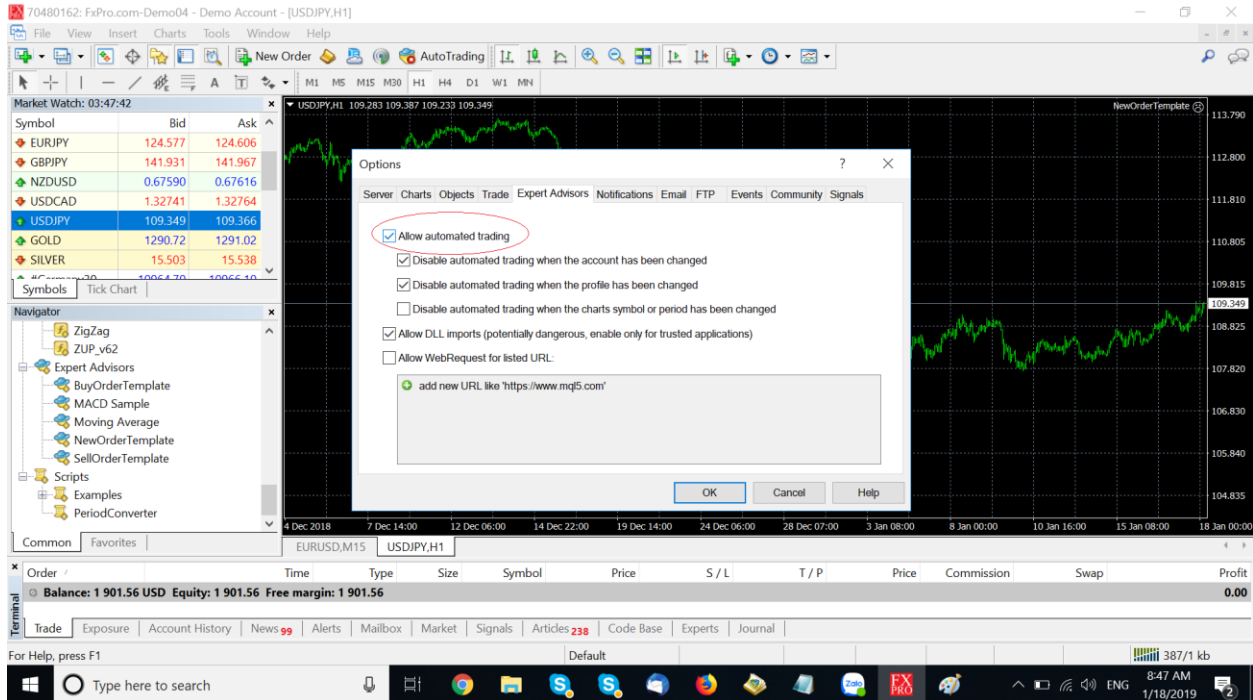 70480162: FxPro.com-Demo04 - Demo Account - [USDJPY,H1]
File View Insert Charts Tools Window Help
New Order AutoTrading
A T M1 M5 M15 M30 H1 H4 D1 W1 MN
Market Watch: 03:47:42
Symbol Bid Ask
EURJPY 124.577 124.606
GBPJPY 141.931 141.967
NZDUSD 0.67590 0.67616
USDCAD 1.32741 1.32764
USDJPY 109.349 109.366
GOLD 1290.72 1291.02
SILVER 15.503 15.538
Symbols Tick Chart
Navigator
ZigZag
ZUP_v62
Expert Advisors
BuyOrderTemplate
MACD Sample
Moving Average
NewOrderTemplate
SellOrderTemplate
Scripts
Examples
PeriodConverter
Common Favorites
USDJPY,H1 109.283 109.387 109.233 109.349
NewOrderTemplate
113.790
112.800
111.810
110.805
109.815
109.349
108.825
107.820
106.830
105.840
104.835
Options ?
Server Charts Objects Trade Expert Advisors Notifications Email FTP Events Community Signals
Allow automated trading
Disable automated trading when the account has been changed
Disable automated trading when the profile has been changed
Disable automated trading when the charts symbol or period has been changed
Allow DLL imports (potentially dangerous, enable only for trusted applications)
Allow WebRequest for listed URL:
add new URL like 'https://www.mql5.com'
OK Cancel Help
4 Dec 2018 7 Dec 14:00 12 Dec 06:00 14 Dec 22:00 19 Dec 14:00 24 Dec 06:00 28 Dec 07:00 3 Jan 08:00 8 Jan 00:00 10 Jan 16:00 15 Jan 08:00 18 Jan 00:00
EURUSD,M15 USDJPY,H1
Order / Time Type Size Symbol Price S / L T / P Price Commission Swap Profit
Balance: 1 901.56 USD Equity: 1 901.56 Free margin: 1 901.56 0.00
Terminal
Trade Exposure Account History News 99 Alerts Mailbox Market Signals Articles 238 Code Base Experts Journal
For Help, press F1 Default 387/1 kb
Type here to search Zalo FX PRO ENG 8:47 AM
1/18/2019 2